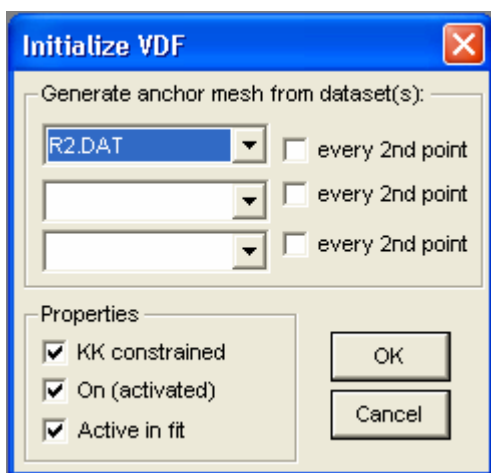 Initialize VDF
Generate anchor mesh from dataset(s):
R2.DAT
every 2nd point
every 2nd point
every 2nd point
Properties
KK constrained
On (activated)
Active in fit
OK
Cancel